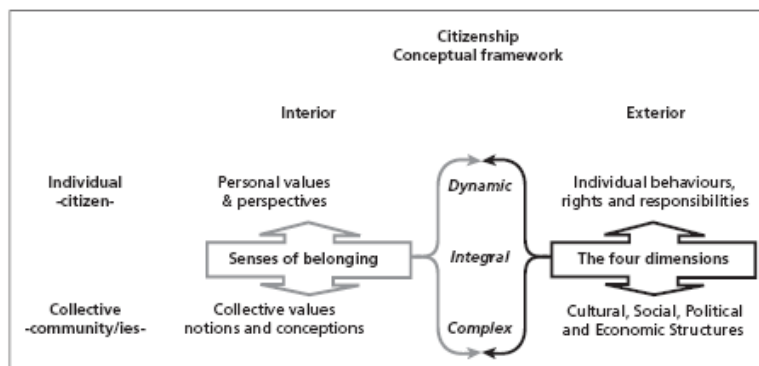 Citizenship
Conceptual framework
Interior
Exterior
Individual
-citizen-
Personal values
& perspectives
Dynamic
Individual behaviours,
rights and responsibilities
Senses of belonging
Integral
The four dimensions
Collective
-community/ies-
Collective values
notions and conceptions
Complex
Cultural, Social, Political
and Economic Structures